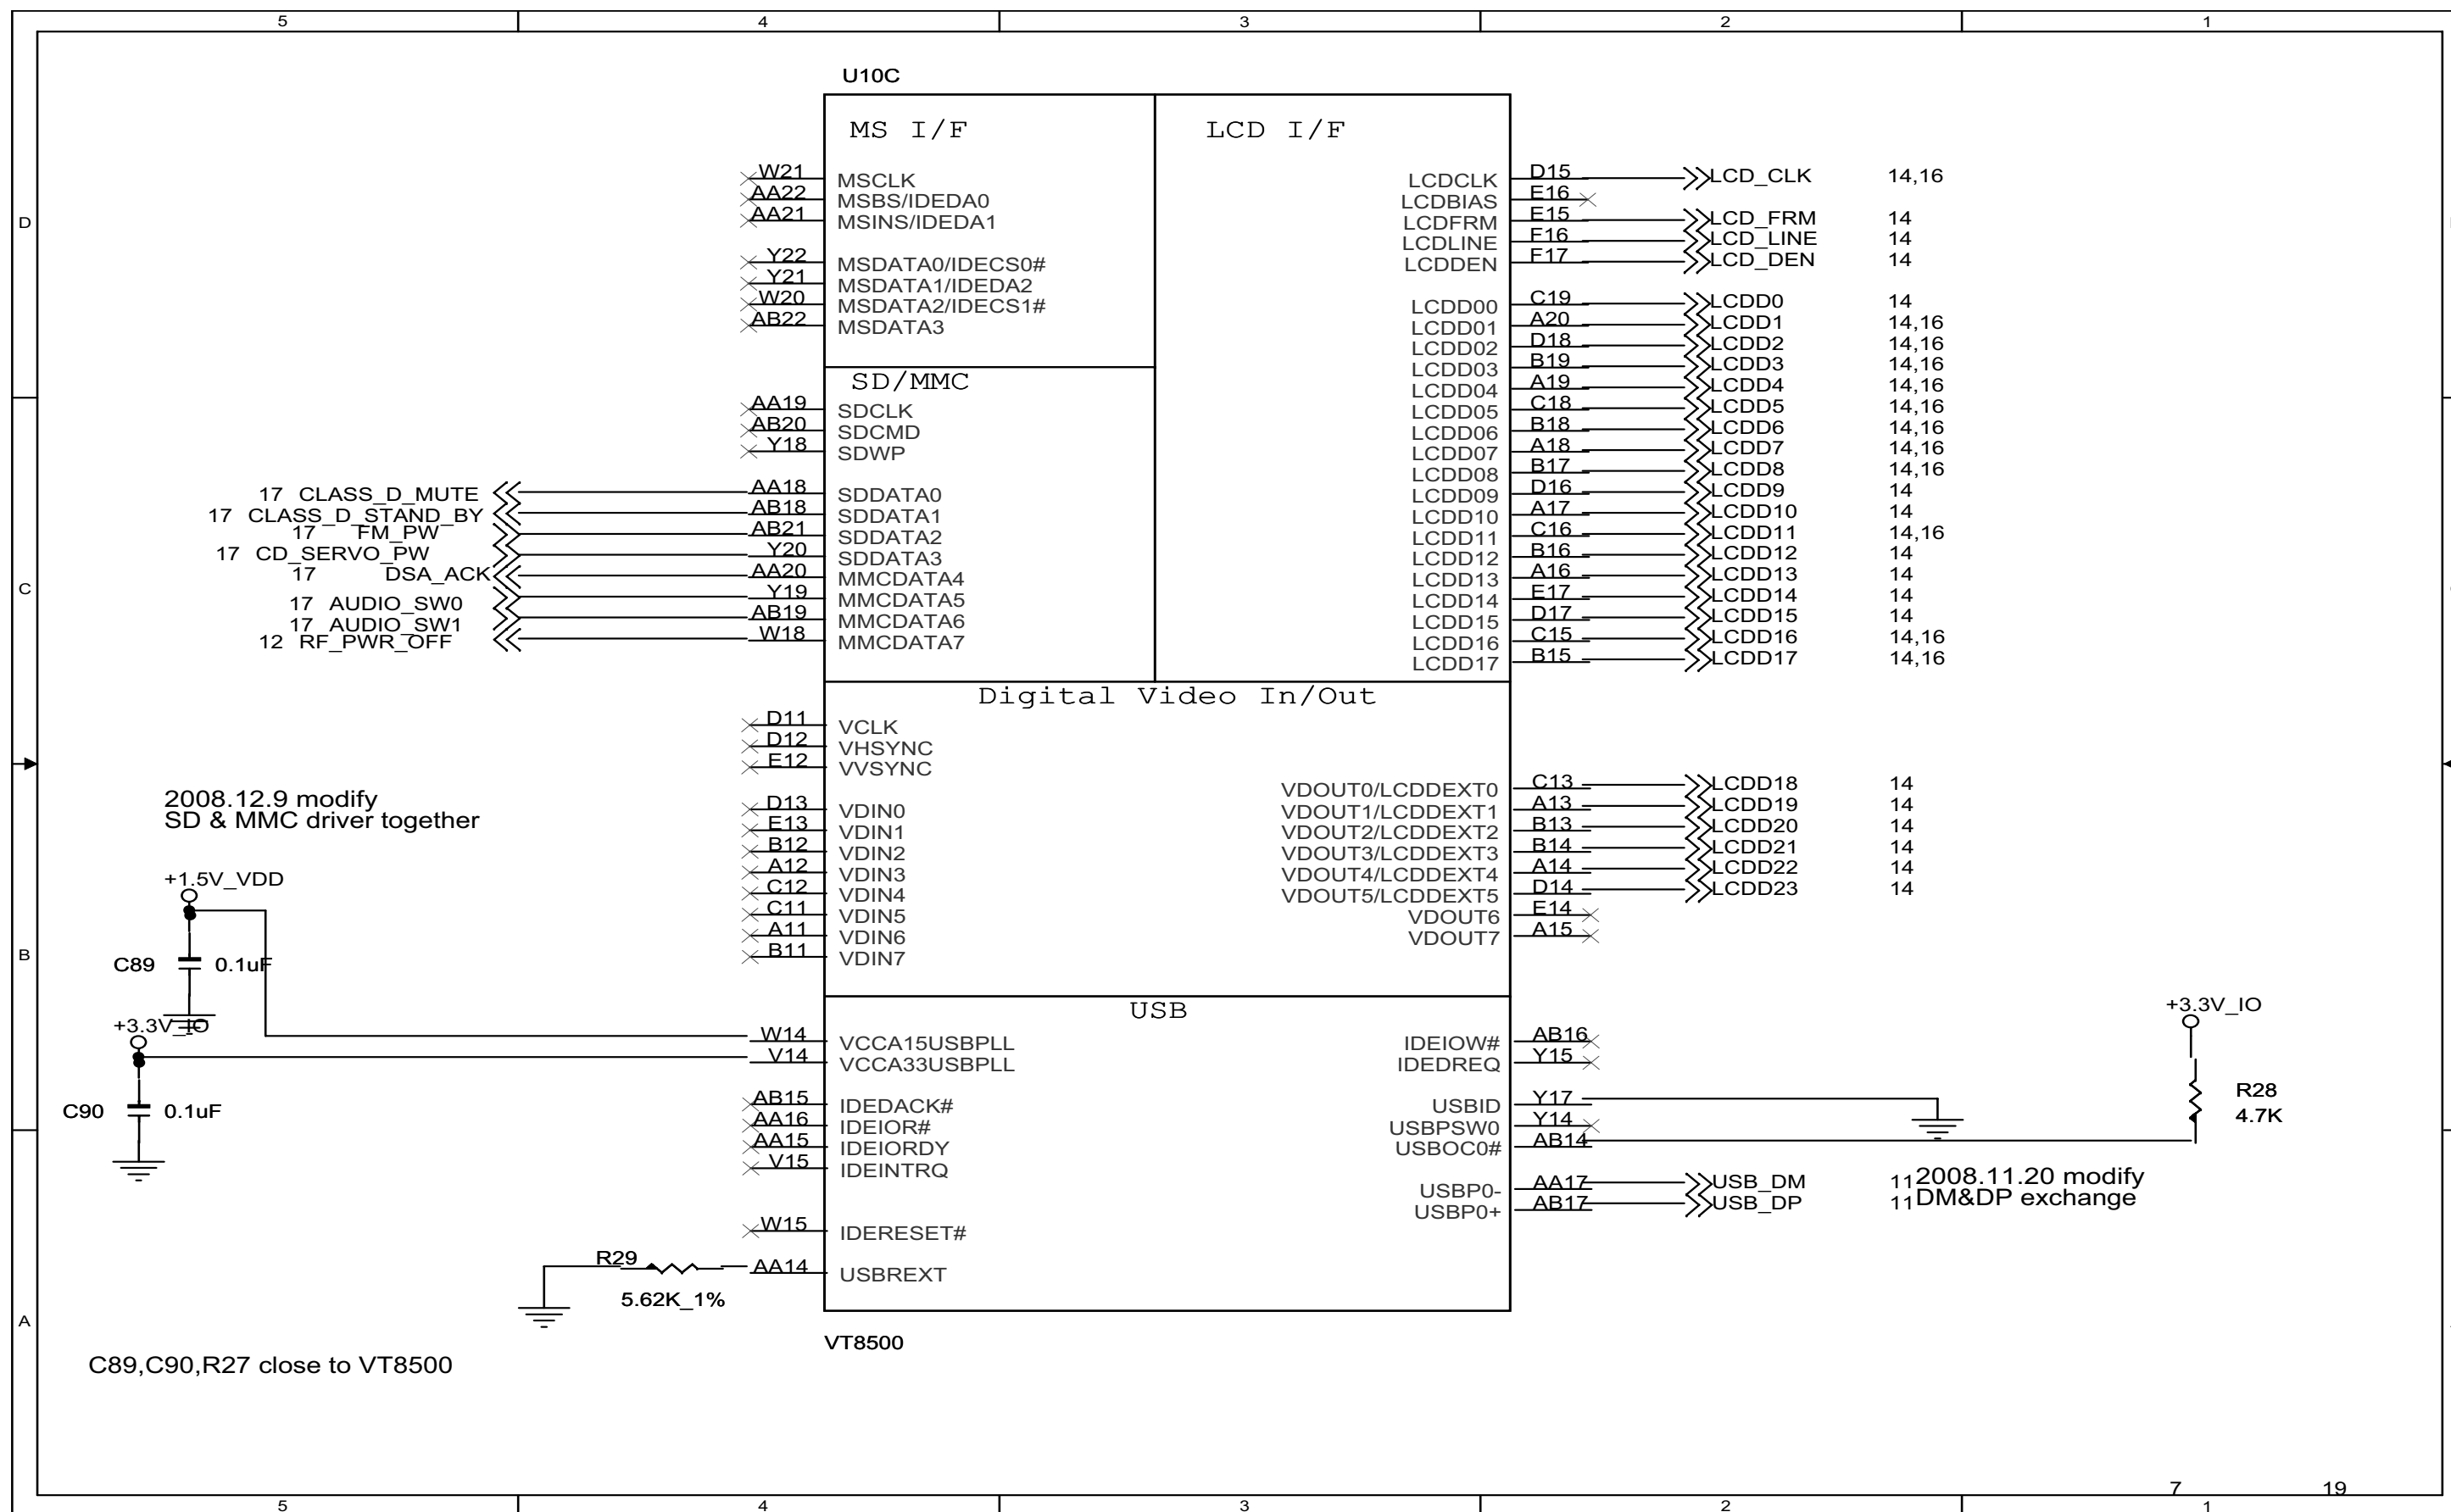 5 4 3 2 1
U10C
MS I/F LCD I/F
W21 MSCLK LCDCLK D15 LCD_CLK 14,16
AA22 MSBS/IDEDA0 LCDBIAS E16
AA21 MSINS/IDEDA1 LCDFRM E15 LCD_FRM 14
D
LCDLINE F16 LCD_LINE 14
Y22 MSDATA0/IDECS0# LCDDEN F17 LCD_DEN 14
Y21 MSDATA1/IDEDA2
W20 MSDATA2/IDECS1# LCDD00 C19 LCDD0 14
AB22 MSDATA3 LCDD01 A20 LCDD1 14,16
LCDD02 D18 LCDD2 14,16
LCDD03 B19 LCDD3 14,16
SD/MMC LCDD04 A19 LCDD4 14,16
AA19 SDCLK LCDD05 C18 LCDD5 14,16
AB20 SDCMD LCDD06 B18 LCDD6 14,16
Y18 SDWP LCDD07 A18 LCDD7 14,16
LCDD08 B17 LCDD8 14,16
17 CLASS_D_MUTE AA18 SDDATA0 LCDD09 D16 LCDD9 14
17 CLASS_D_STAND_BY AB18 SDDATA1 LCDD10 A17 LCDD10 14
17 FM_PW AB21 SDDATA2 LCDD11 C16 LCDD11 14,16
17 CD_SERVO_PW Y20 SDDATA3 LCDD12 B16 LCDD12 14
17 DSA_ACK AA20 MMCDATA4 LCDD13 A16 LCDD13 14
C
17 AUDIO_SW0 Y19 MMCDATA5 LCDD14 E17 LCDD14 14
17 AUDIO_SW1 AB19 MMCDATA6 LCDD15 D17 LCDD15 14
12 RF_PWR_OFF W18 MMCDATA7 LCDD16 C15 LCDD16 14,16
LCDD17 B15 LCDD17 14,16
Digital Video In/Out
D11 VCLK
D12 VHSYNC
E12 VVSYNC
VDOUT0/LCDDEXT0 C13 LCDD18 14
2008.12.9 modify
D13 VDIN0 VDOUT1/LCDDEXT1 A13 LCDD19 14
SD & MMC driver together
E13 VDIN1 VDOUT2/LCDDEXT2 B13 LCDD20 14
B12 VDIN2 VDOUT3/LCDDEXT3 B14 LCDD21 14
A12 VDIN3 VDOUT4/LCDDEXT4 A14 LCDD22 14
+1.5V_VDD
C12 VDIN4 VDOUT5/LCDDEXT5 D14 LCDD23 14
C11 VDIN5 VDOUT6 E14
A11 VDIN6 VDOUT7 A15
B
B11 VDIN7
C89 0.1uF
USB
+3.3V_IO +3.3V_IO
W14 VCCA15USBPLL IDEIOW# AB16
V14 VCCA33USBPLL IDEDREQ Y15
R28
C90 0.1uF AB15 IDEDACK# USBID Y17
4.7K
AA16 IDEIOR# USBPSW0 Y14
AA15 IDEIORDY USBOC0# AB14
V15 IDEINTRQ
2008.11.20 modify
USBP0- AA17 USB_DM 11
DM&DP exchange
USBP0+ AB17 USB_DP 11
W15 IDERESET#
R29
AA14 USBREXT
5.62K_1%
A
VT8500
C89,C90,R27 close to VT8500
7 19
5 4 3 2 1